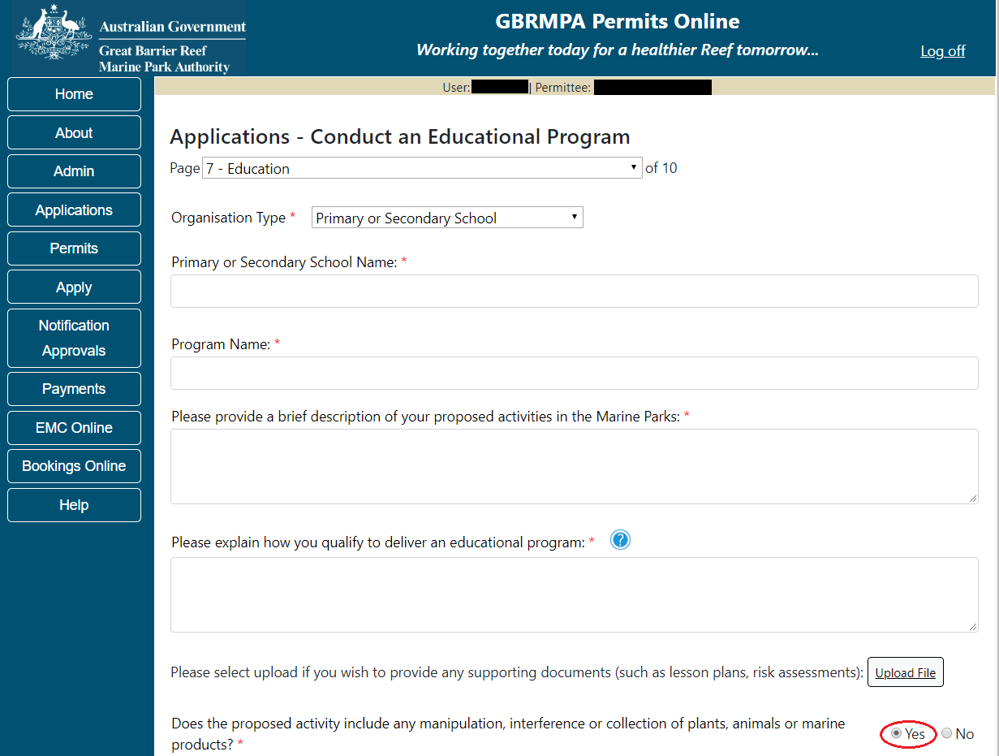 Australian Government
Great Barrier Reef
Marine Park Authority
GBRMPA Permits Online
Working together today for a healthier Reef tomorrow...
Log off
User: | Permittee:
Home
About
Admin
Applications
Permits
Apply
Notification
Approvals
Payments
EMC Online
Bookings Online
Help
Applications - Conduct an Educational Program
Page 7 - Education of 10
Organisation Type * Primary or Secondary School
Primary or Secondary School Name: *
Program Name: *
Please provide a brief description of your proposed activities in the Marine Parks: *
Please explain how you qualify to deliver an educational program: * ?
Please select upload if you wish to provide any supporting documents (such as lesson plans, risk assessments): Upload File
Does the proposed activity include any manipulation, interference or collection of plants, animals or marine
products? * Yes No